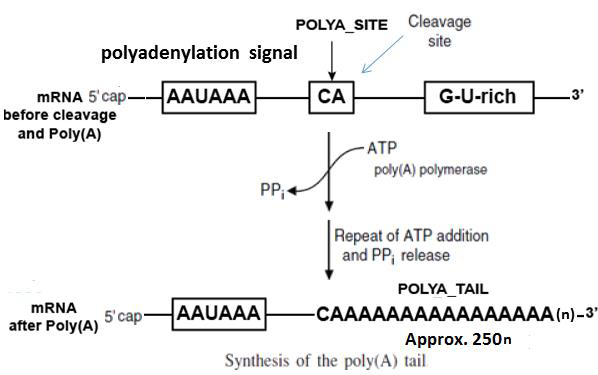 POLYA_SITE
Cleavage
site
polyadenylation signal
mRNA 5' cap
before cleavage
and Poly(A)
AAUAAA
CA
G-U-rich
3'
ATP
poly(A) polymerase
PPi
Repeat of ATP addition
and PPi release
POLYA_TAIL
mRNA
after Poly(A)
5' cap
AAUAAA
CAAAAAAAAAAAAAAAA(n)-3'
Approx. 250n
Synthesis of the poly(A) tail